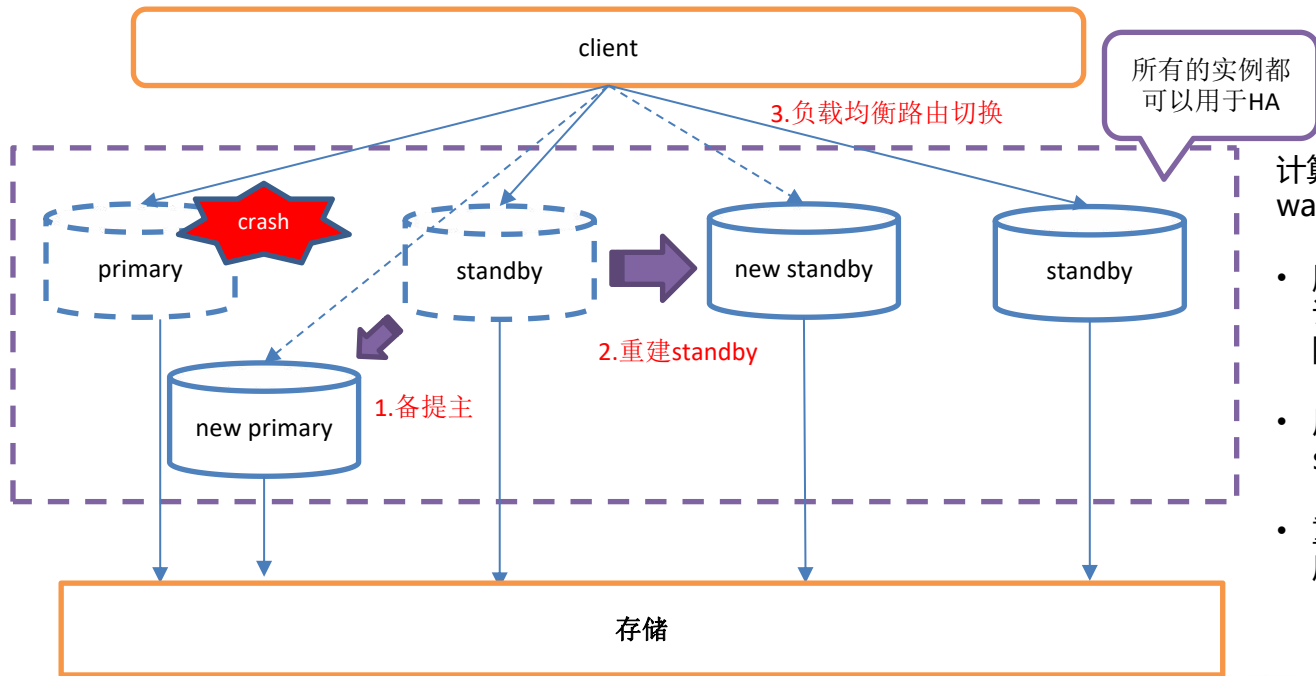 client
所有的实例都
可以用于HA
3.负载均衡路由切换
crash
primary
standby
new standby
standby
2.重建standby
1.备提主
new primary
存储
计
wa
•
•
s
•